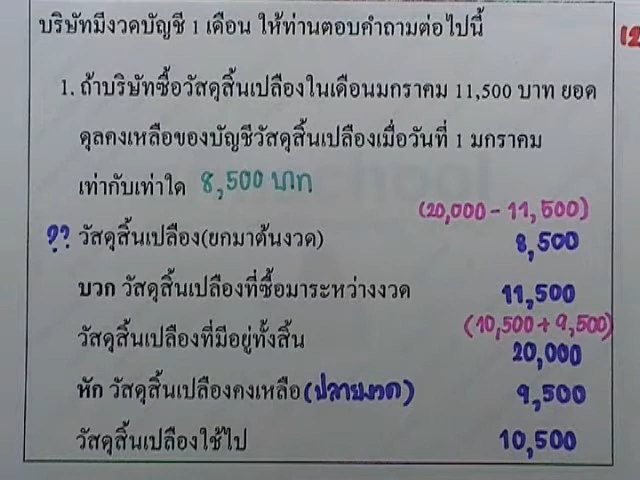 บริษัทมีงวดบัญชี 1 เดือน ให้ท่านตอบคำถามต่อไปนี้
1. ถ้าบริษัทซื้อวัสดุสิ้นเปลืองในเดือนมกราคม 11,500 บาท ยอด
ดุลคงเหลือของบัญชีวัสดุสิ้นเปลืองเมื่อวันที่ 1 มกราคม
เท่ากับเท่าใด 8,500 บาท
(20,000 - 11,500)
?? วัสดุสิ้นเปลือง(ยกมาต้นงวด) 8,500
บวก วัสดุสิ้นเปลืองที่ซื้อมาระหว่างงวด 11,500
(10,500 + 9,500)
วัสดุสิ้นเปลืองที่มีอยู่ทั้งสิ้น 20,000
หัก วัสดุสิ้นเปลืองคงเหลือ(ปลายงวด) 9,500
วัสดุสิ้นเปลืองใช้ไป 10,500